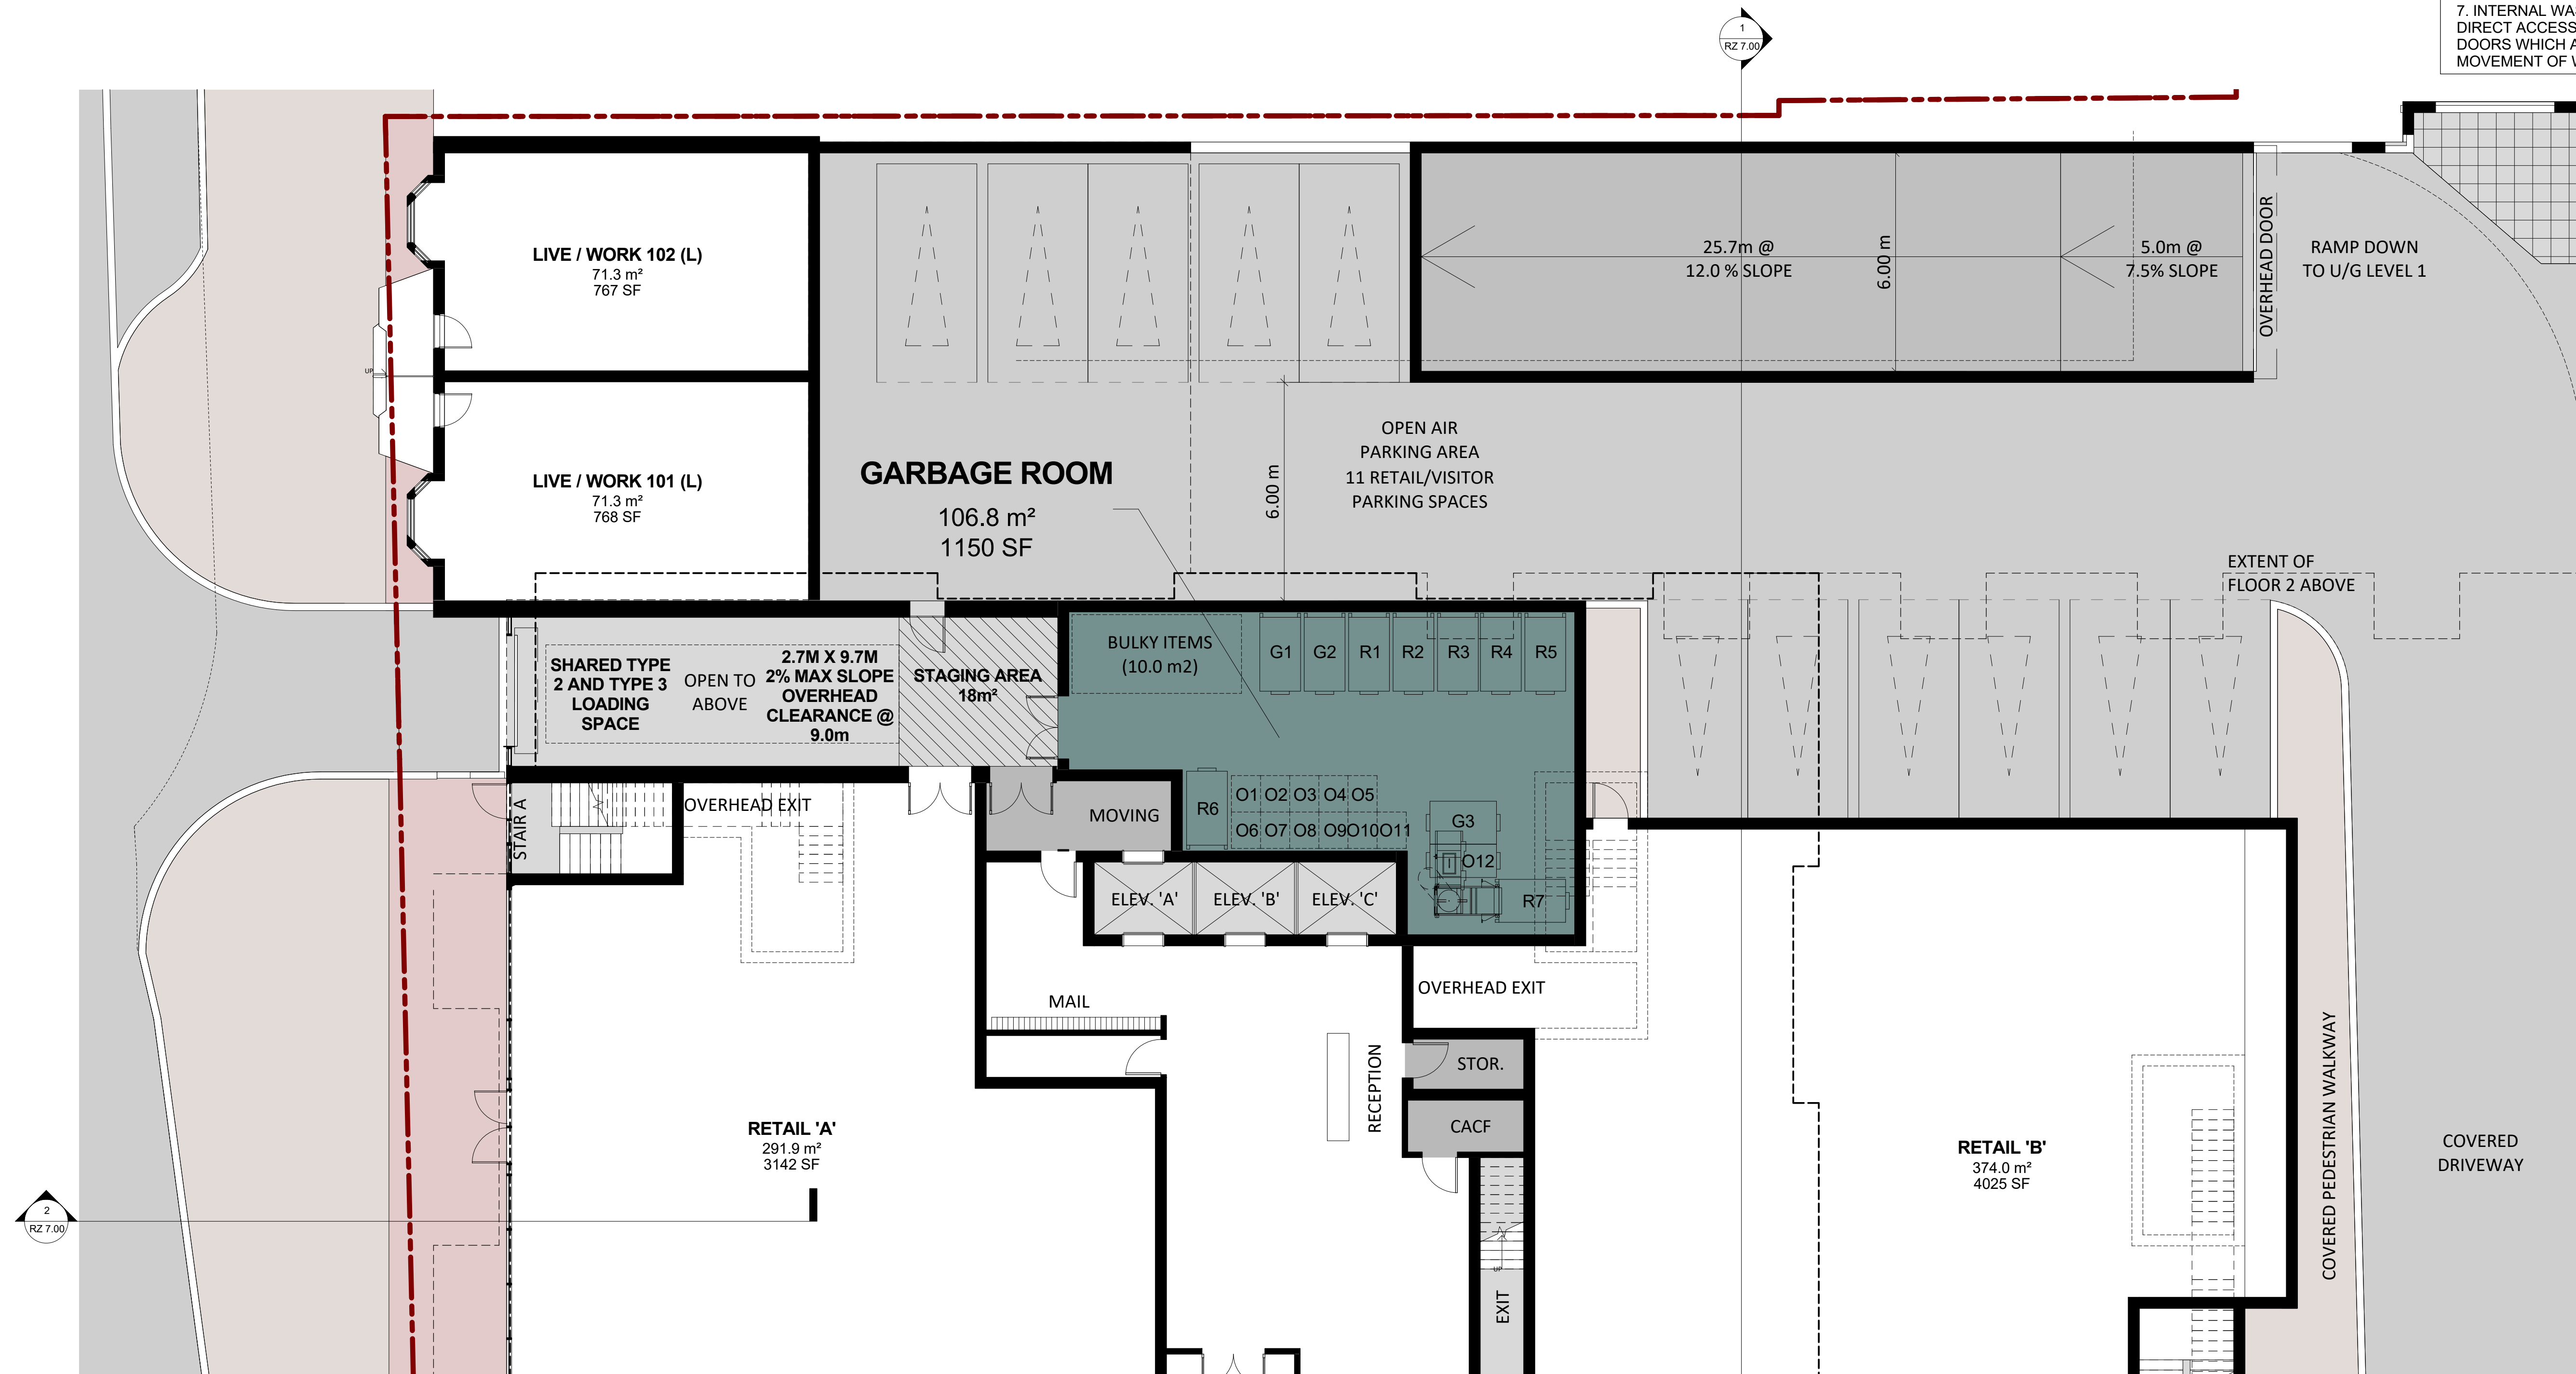 7. INTERNAL WA
DIRECT ACCESS
DOORS WHICH A
MOVEMENT OF
1
RZ 7.00
LIVE / WORK 102 (L)
71.3 m²
767 SF
UP
LIVE / WORK 101 (L)
71.3 m²
768 SF
GARBAGE ROOM
106.8 m²
1150 SF
25.7m @
12.0 % SLOPE
6.00 m
5.0m @
7.5% SLOPE
OVERHEAD DOOR
RAMP DOWN
TO U/G LEVEL 1
OPEN AIR
PARKING AREA
11 RETAIL/VISITOR
PARKING SPACES
6.00 m
EXTENT OF
FLOOR 2 ABOVE
SHARED TYPE
2 AND TYPE 3
LOADING
SPACE
OPEN TO
ABOVE
2.7M X 9.7M
2% MAX SLOPE
OVERHEAD
CLEARANCE @
9.0m
STAGING AREA
18m²
BULKY ITEMS
(10.0 m2)
G1 G2 R1 R2 R3 R4 R5
R6
O1 O2 O3 O4 O5
O6 O7 O8 O9 O10 O11
G3
O12
R7
STAIR A
OVERHEAD EXIT
MOVING
ELEV. 'A'
ELEV. 'B'
ELEV. 'C'
MAIL
OVERHEAD EXIT
RECEPTION
STOR.
CACF
UP
EXIT
RETAIL 'A'
291.9 m²
3142 SF
RETAIL 'B'
374.0 m²
4025 SF
COVERED PEDESTRIAN WALKWAY
COVERED
DRIVEWAY
2
RZ 7.00